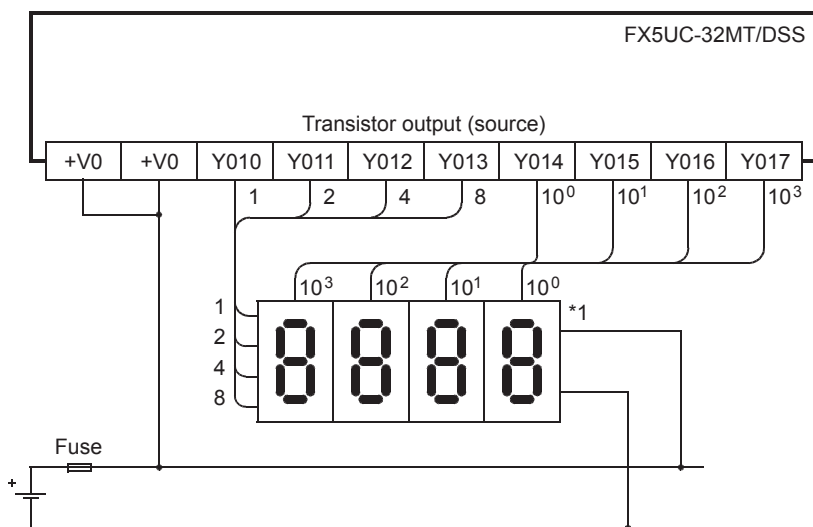 FX5UC-32MT/DSS
Transistor output (source)
+V0 +V0 Y010 Y011 Y012 Y013 Y014 Y015 Y016 Y017
1 2 4 8 10⁰ 10¹ 10² 10³
10³ 10² 10¹ 10⁰
1
*1
2
4
8
Fuse
+